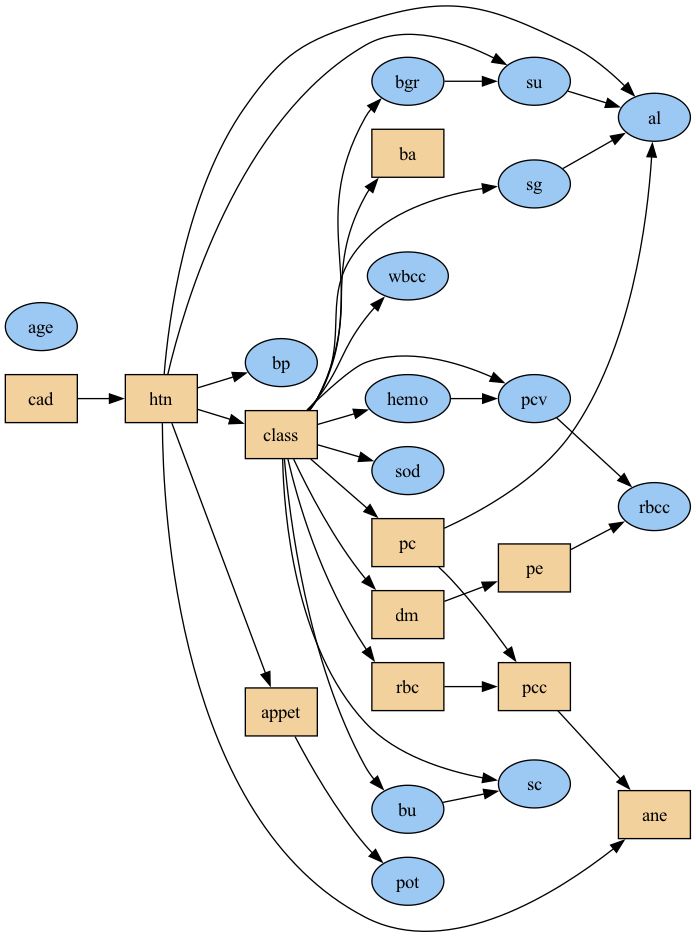 bgr
su
al
ba
sg
wbcc
age
bp
cad
htn
hemo
pcv
class
sod
rbcc
pc
pe
dm
rbc
pcc
appet
sc
bu
ane
pot